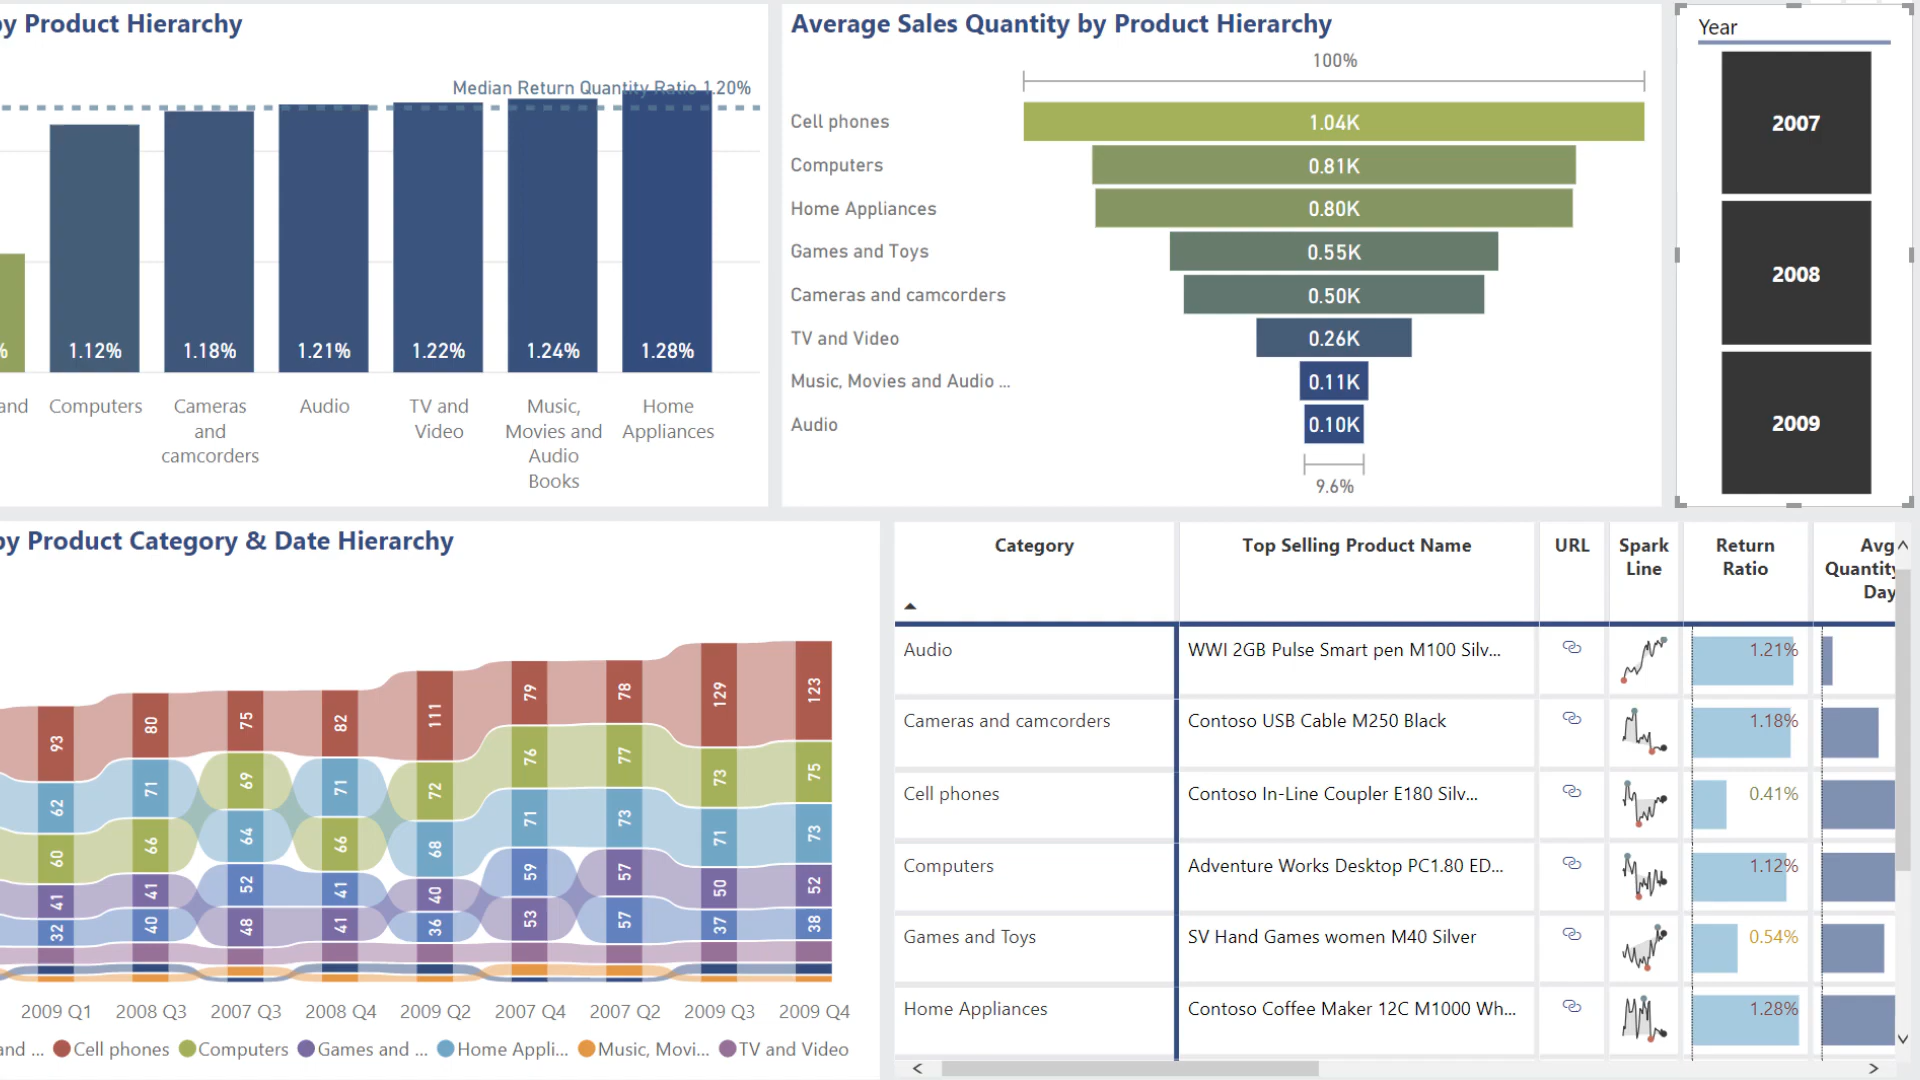 by Product Hierarchy
Median Return Quantity Ratio 1.20%
%
1.12%
1.18%
1.21%
1.22%
1.24%
1.28%
and
Computers
Cameras
and
camcorders
Audio
TV and
Video
Music,
Movies and
Audio
Books
Home
Appliances
Average Sales Quantity by Product Hierarchy
100%
Cell phones
1.04K
Computers
0.81K
Home Appliances
0.80K
Games and Toys
0.55K
Cameras and camcorders
0.50K
TV and Video
0.26K
Music, Movies and Audio ...
0.11K
Audio
0.10K
9.6%
Year
2007
2008
2009
by Product Category & Date Hierarchy
93
62
60
41
32
80
71
66
41
40
75
69
64
52
48
82
71
66
41
41
111
72
68
40
36
79
76
71
59
53
78
77
73
57
57
129
73
71
50
37
123
75
73
52
38
2009 Q1
2008 Q3
2007 Q3
2008 Q4
2009 Q2
2007 Q4
2007 Q2
2009 Q3
2009 Q4
and ...
Cell phones
Computers
Games and ...
Home Appli...
Music, Movi...
TV and Video
Category
Top Selling Product Name
URL
Spark
Line
Return
Ratio
Avg
Quantity
Day
Audio
WWI 2GB Pulse Smart pen M100 Silv...
1.21%
Cameras and camcorders
Contoso USB Cable M250 Black
1.18%
Cell phones
Contoso In-Line Coupler E180 Silv...
0.41%
Computers
Adventure Works Desktop PC1.80 ED...
1.12%
Games and Toys
SV Hand Games women M40 Silver
0.54%
Home Appliances
Contoso Coffee Maker 12C M1000 Wh...
1.28%